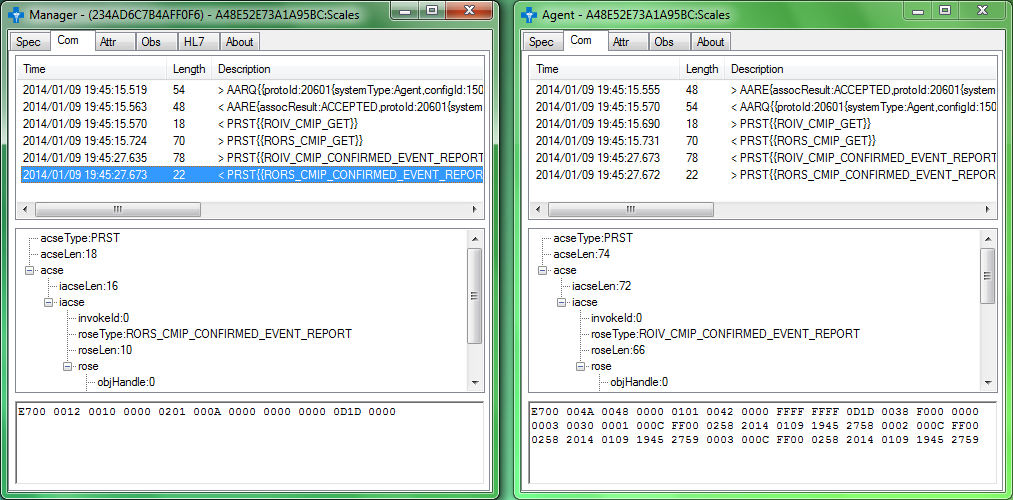 Manager - (234AD6C7B4AFF0F6) - A48E52E73A1A95BC:Scales
Spec Com Attr Obs HL7 About
Time Length Description
2014/01/09 19:45:15.519 54 > AARQ{{protoId:20601{systemType:Agent,configId:150
2014/01/09 19:45:15.563 48 < AARE{assocResult:ACCEPTED,protoId:20601{system
2014/01/09 19:45:15.570 18 < PRST{{ROIV_CMIP_GET}}
2014/01/09 19:45:15.724 70 > PRST{{RORS_CMIP_GET}}
2014/01/09 19:45:27.635 78 > PRST{{ROIV_CMIP_CONFIRMED_EVENT_REPORT
2014/01/09 19:45:27.673 22 < PRST{{RORS_CMIP_CONFIRMED_EVENT_REPOR
acseType:PRST
acseLen:18
acse
iacseLen:16
iacse
invokeId:0
roseType:RORS_CMIP_CONFIRMED_EVENT_REPORT
roseLen:10
rose
objHandle:0
E700 0012 0010 0000 0201 000A 0000 0000 0000 0D1D 0000
Agent - A48E52E73A1A95BC:Scales
Spec Com Attr Obs About
Time Length Description
2014/01/09 19:45:15.555 48 > AARE{assocResult:ACCEPTED,protoId:20601{system
2014/01/09 19:45:15.570 54 < AARQ{{protoId:20601{systemType:Agent,configId:150
2014/01/09 19:45:15.690 18 > PRST{{ROIV_CMIP_GET}}
2014/01/09 19:45:15.731 70 < PRST{{RORS_CMIP_GET}}
2014/01/09 19:45:27.673 78 < PRST{{ROIV_CMIP_CONFIRMED_EVENT_REPORT
2014/01/09 19:45:27.672 22 > PRST{{RORS_CMIP_CONFIRMED_EVENT_REPOR
acseType:PRST
acseLen:74
acse
iacseLen:72
iacse
invokeId:0
roseType:ROIV_CMIP_CONFIRMED_EVENT_REPORT
roseLen:66
rose
objHandle:0
E700 004A 0048 0000 0101 0042 0000 FFFF FFFF 0D1D 0038 F000 0000
0003 0030 0001 000C FF00 0258 2014 0109 1945 2758 0002 000C FF00
0258 2014 0109 1945 2759 0003 000C FF00 0258 2014 0109 1945 2759